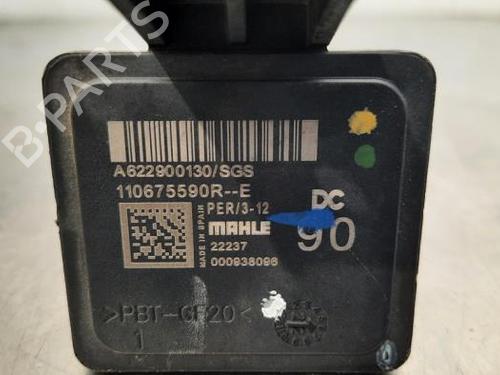 B-PARTS
A622900130/SGS
110675590R--E
PER/3-12
DC
MAHLE
90
22237
000938096
MADE IN SPAIN
>PBT-GF20<
1